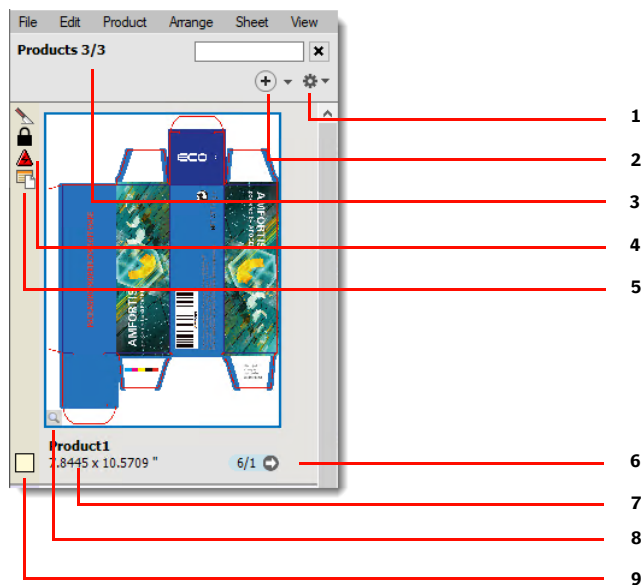 File Edit Product Arrange Sheet View
Products 3/3
1
2
3
4
5
ECO
AMFORTIS
AMFORTIS
Product1
7.8445 x 10.5709 "
6/1
6
7
8
9